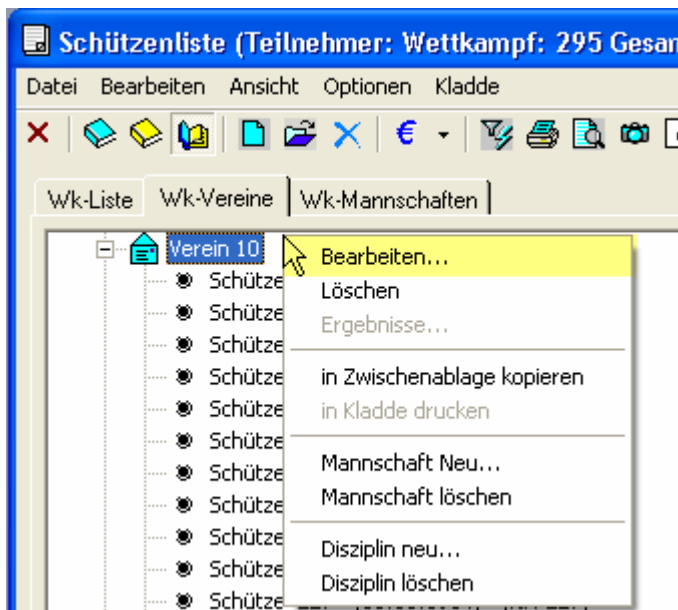 Schützenliste (Teilnehmer: Wettkampf: 295 Gesan
Datei Bearbeiten Ansicht Optionen Kladde
€
Wk-Liste Wk-Vereine Wk-Mannschaften
Verein 10 Bearbeiten...
Schütze
Löschen
Schütze
Ergebnisse...
Schütze
Schütze in Zwischenablage kopieren
Schütze in Kladde drucken
Schütze
Schütze Mannschaft Neu...
Schütze Mannschaft löschen
Schütze
Schütze Disziplin neu...
Schütze Disziplin löschen